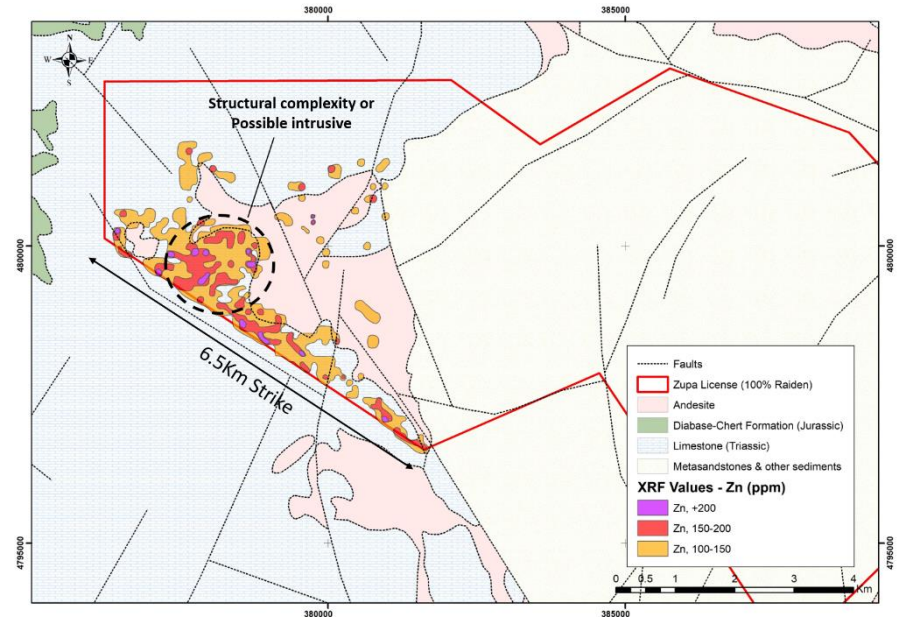 380000
385000
N
W
E
S
Structural complexity or
Possible intrusive
4800000
4800000
6.5Km Strike
Faults
Zupa License (100% Raiden)
Andesite
Diabase-Chert Formation (Jurassic)
Limestone (Triassic)
Metasandstones & other sediments
XRF Values - Zn (ppm)
Zn, +200
Zn, 150-200
Zn, 100-150
4795000
4795000
0 0.5 1 2 3 4
Km
380000
385000